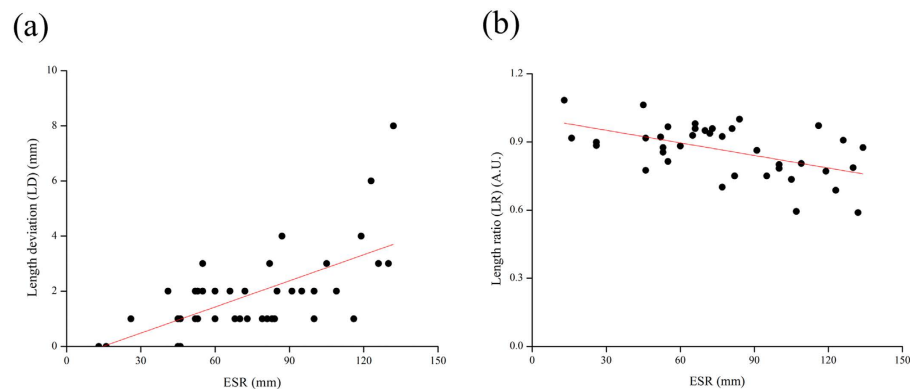 (a)
Length deviation (LD) (mm)
10
8
6
4
2
0
0 30 60 90 120 150
ESR (mm)
(b)
Length ratio (LR) (A.U.)
1.2
0.9
0.6
0.3
0.0
0 30 60 90 120 150
ESR (mm)